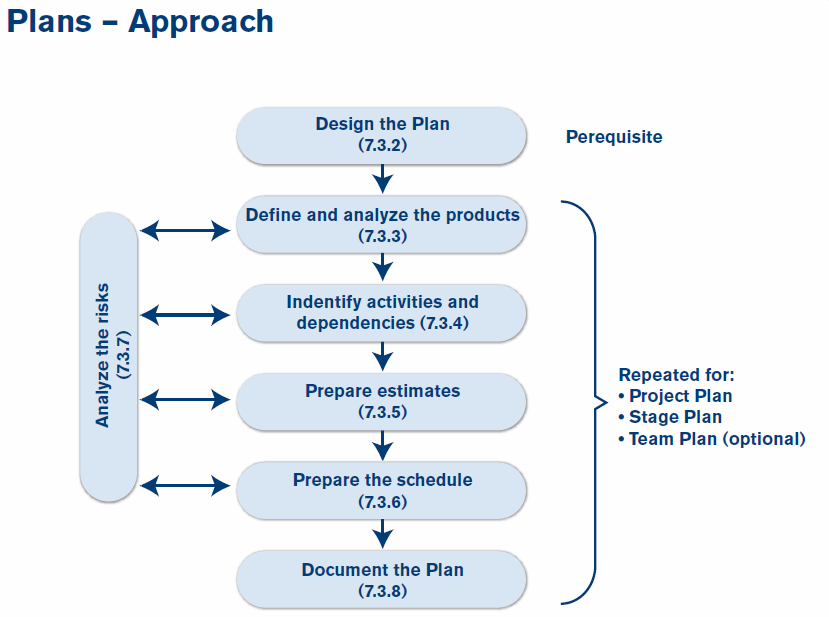 Plans – Approach
Design the Plan
(7.3.2)
Perequisite
Define and analyze the products
(7.3.3)
Indentify activities and
dependencies (7.3.4)
Analyze the risks
(7.3.7)
Prepare estimates
(7.3.5)
Repeated for:
• Project Plan
• Stage Plan
• Team Plan (optional)
Prepare the schedule
(7.3.6)
Document the Plan
(7.3.8)